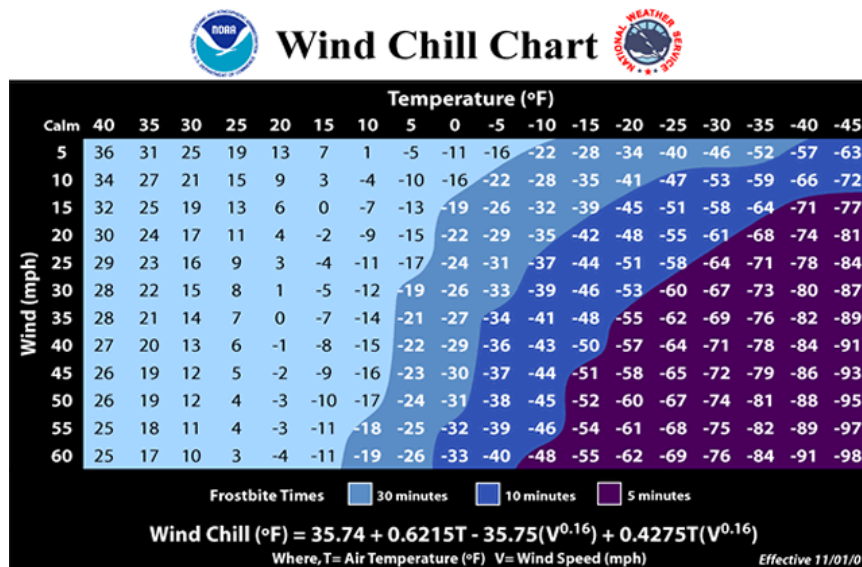 NOAA
Wind Chill Chart
NATIONAL WEATHER SERVICE
Temperature (ºF)
Calm 40 35 30 25 20 15 10 5 0 -5 -10 -15 -20 -25 -30 -35 -40 -45
5 36 31 25 19 13 7 1 -5 -11 -16 -22 -28 -34 -40 -46 -52 -57 -63
10 34 27 21 15 9 3 -4 -10 -16 -22 -28 -35 -41 -47 -53 -59 -66 -72
15 32 25 19 13 6 0 -7 -13 -19 -26 -32 -39 -45 -51 -58 -64 -71 -77
20 30 24 17 11 4 -2 -9 -15 -22 -29 -35 -42 -48 -55 -61 -68 -74 -81
25 29 23 16 9 3 -4 -11 -17 -24 -31 -37 -44 -51 -58 -64 -71 -78 -84
30 28 22 15 8 1 -5 -12 -19 -26 -33 -39 -46 -53 -60 -67 -73 -80 -87
35 28 21 14 7 0 -7 -14 -21 -27 -34 -41 -48 -55 -62 -69 -76 -82 -89
40 27 20 13 6 -1 -8 -15 -22 -29 -36 -43 -50 -57 -64 -71 -78 -84 -91
45 26 19 12 5 -2 -9 -16 -23 -30 -37 -44 -51 -58 -65 -72 -79 -86 -93
50 26 19 12 4 -3 -10 -17 -24 -31 -38 -45 -52 -60 -67 -74 -81 -88 -95
55 25 18 11 4 -3 -11 -18 -25 -32 -39 -46 -54 -61 -68 -75 -82 -89 -97
60 25 17 10 3 -4 -11 -19 -26 -33 -40 -48 -55 -62 -69 -76 -84 -91 -98
Wind (mph)
Frostbite Times 30 minutes 10 minutes 5 minutes
Wind Chill (ºF) = 35.74 + 0.6215T - 35.75(V0.16) + 0.4275T(V0.16)
Where, T= Air Temperature (ºF) V= Wind Speed (mph)
Effective 11/01/0